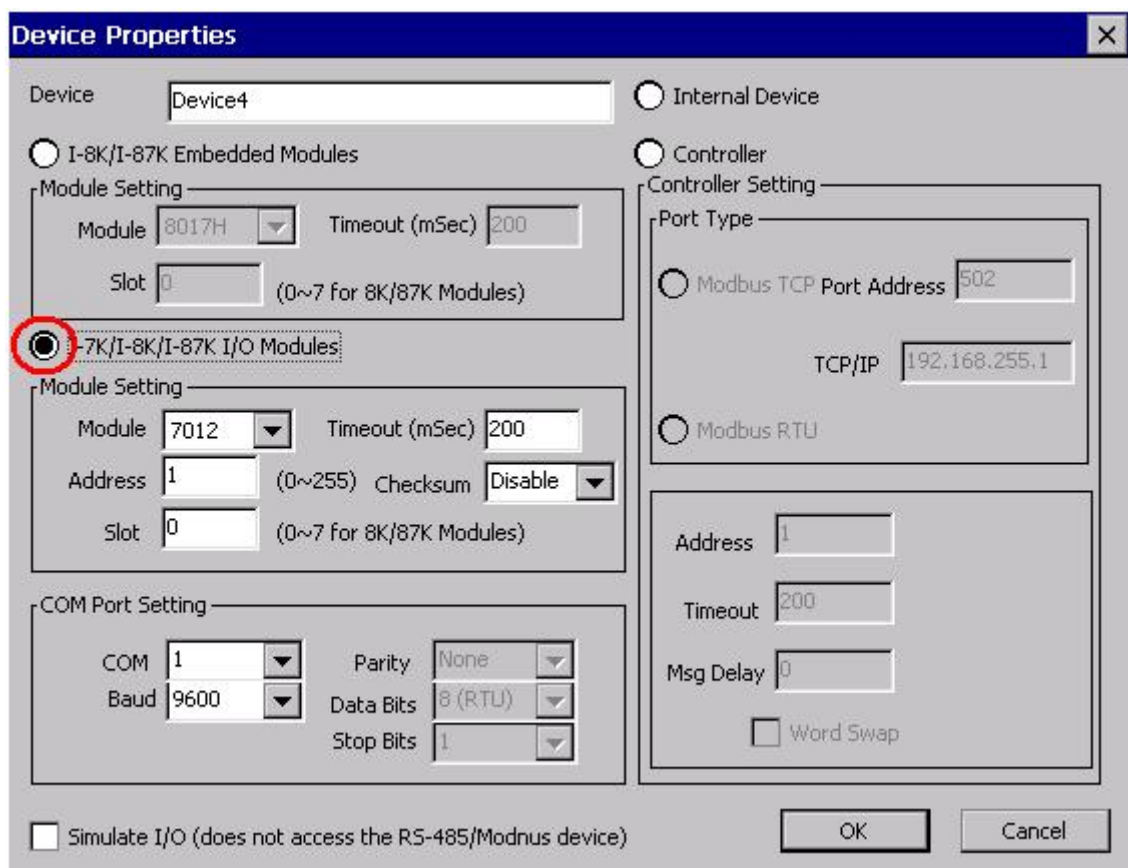 Device Properties
Device Device4
Internal Device
I-8K/I-87K Embedded Modules
Controller
Module Setting
Module 8017H Timeout (mSec) 200
Slot 0 (0~7 for 8K/87K Modules)
Controller Setting
Port Type
Modbus TCP Port Address 502
TCP/IP 192.168.255.1
Modbus RTU
I-7K/I-8K/I-87K I/O Modules
Module Setting
Module 7012 Timeout (mSec) 200
Address 1 (0~255) Checksum Disable
Slot 0 (0~7 for 8K/87K Modules)
Address 1
Timeout 200
Msg Delay 0
Word Swap
COM Port Setting
COM 1 Parity None
Baud 9600 Data Bits 8 (RTU)
Stop Bits 1
Simulate I/O (does not access the RS-485/Modnus device)
OK Cancel